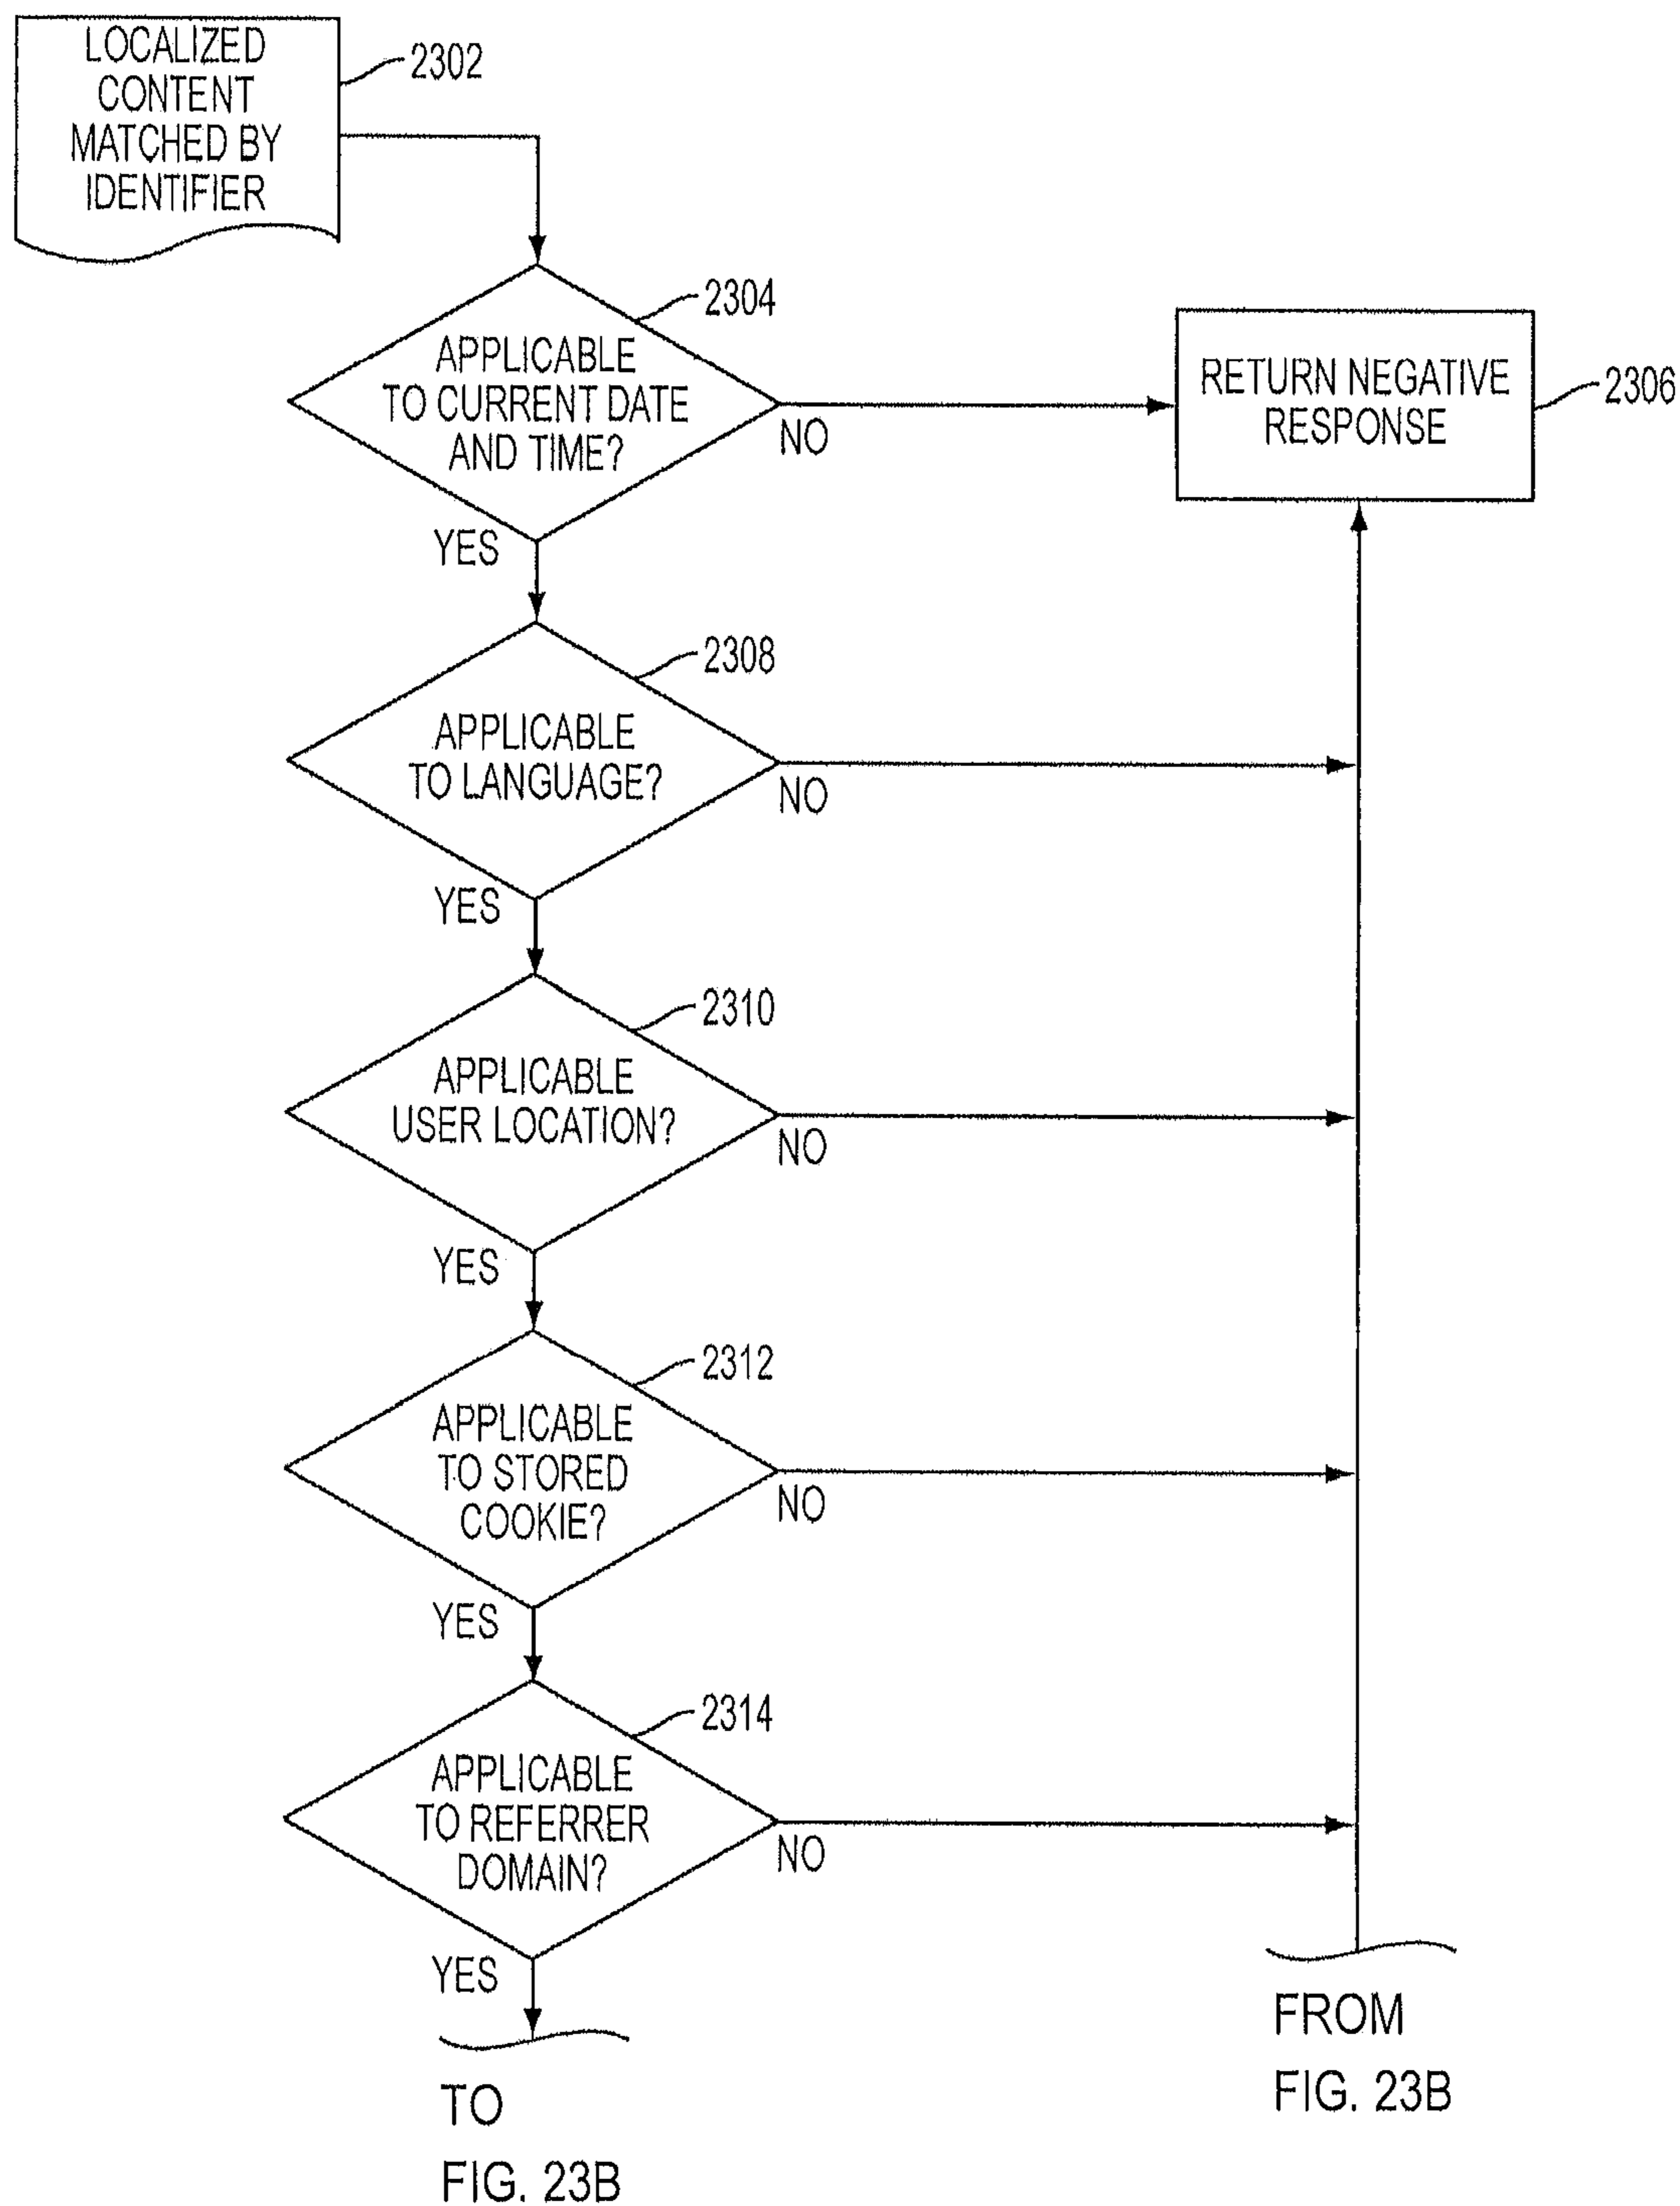 LOCALIZED
CONTENT
MATCHED BY
IDENTIFIER
2302
2304
APPLICABLE
TO CURRENT DATE
AND TIME?
NO
YES
RETURN NEGATIVE
RESPONSE
2306
2308
APPLICABLE
TO LANGUAGE?
NO
YES
2310
APPLICABLE
USER LOCATION?
NO
YES
2312
APPLICABLE
TO STORED
COOKIE?
NO
YES
2314
APPLICABLE
TO REFERRER
DOMAIN?
NO
YES
TO
FIG. 23B
FROM
FIG. 23B